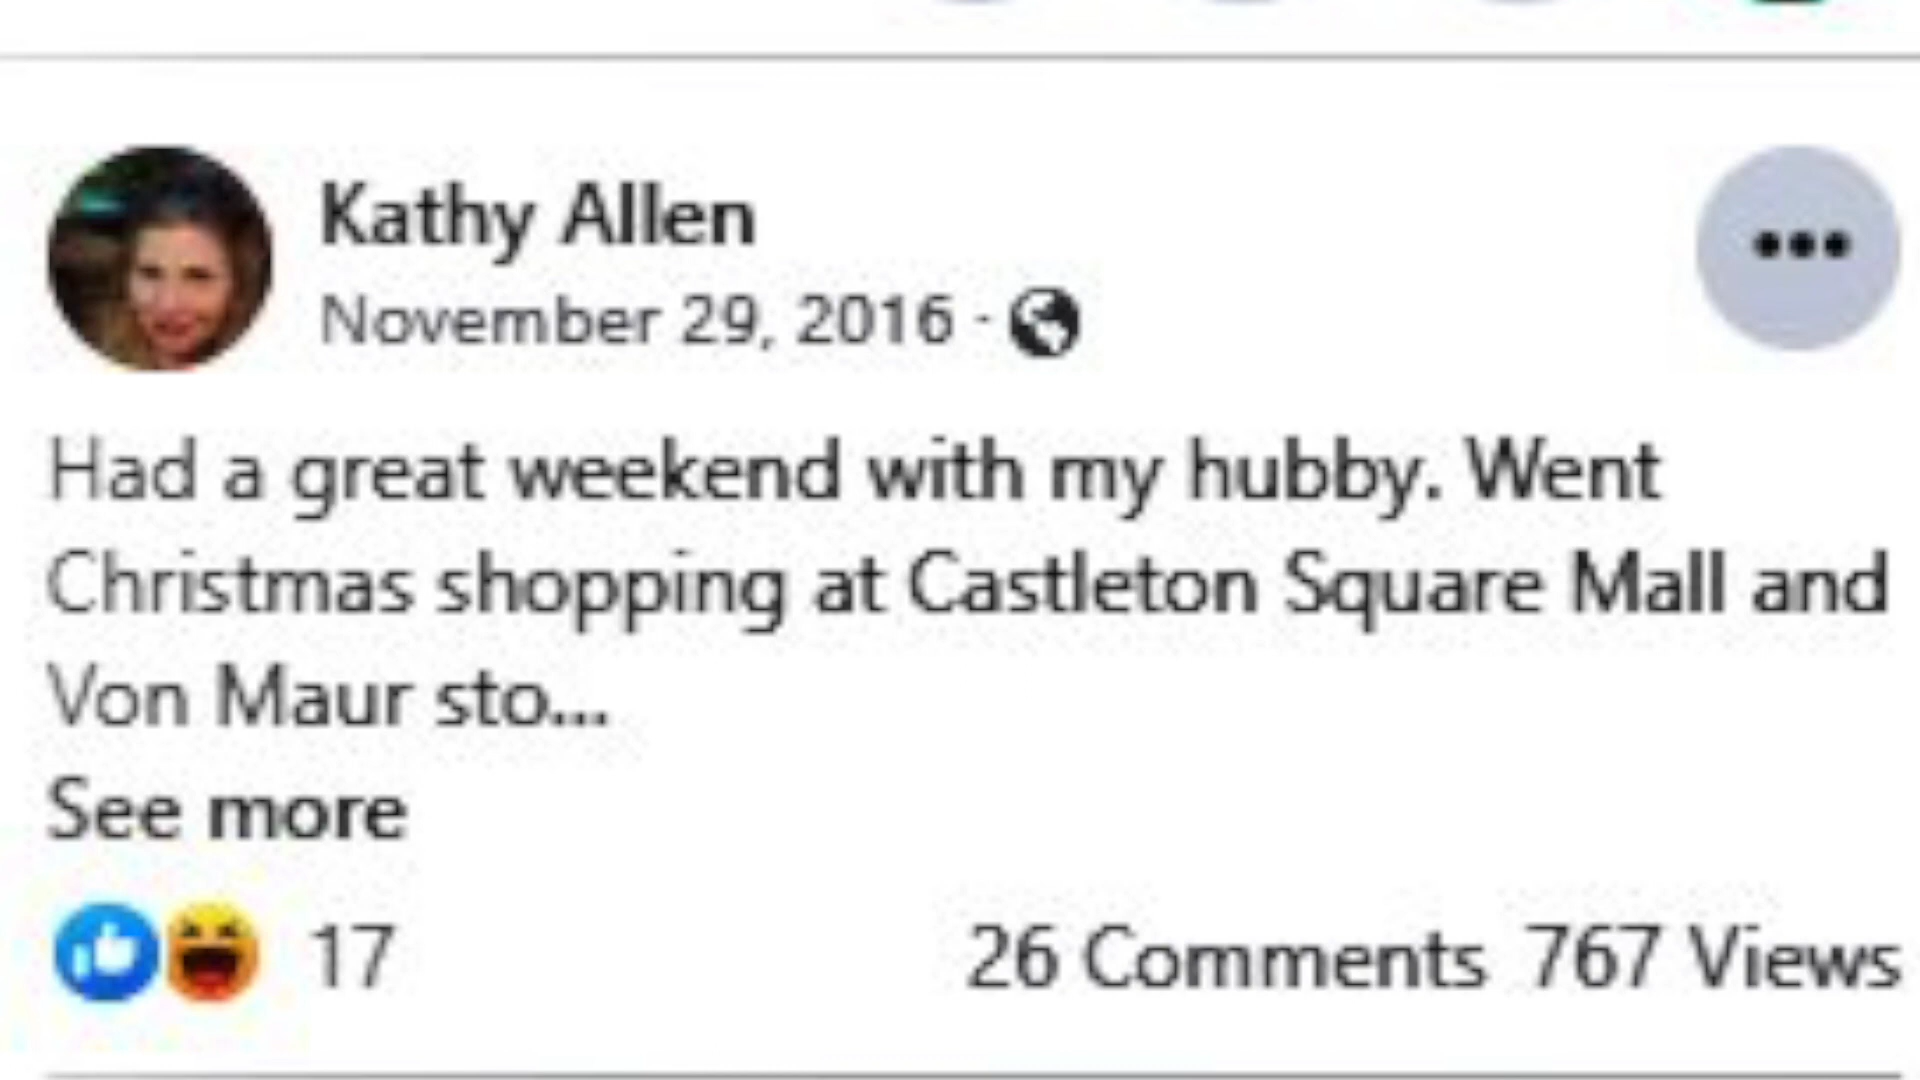 Kathy Allen
November 29, 2016 ·
Had a great weekend with my hubby. Went
Christmas shopping at Castleton Square Mall and
Von Maur sto...
See more
17
26 Comments 767 Views